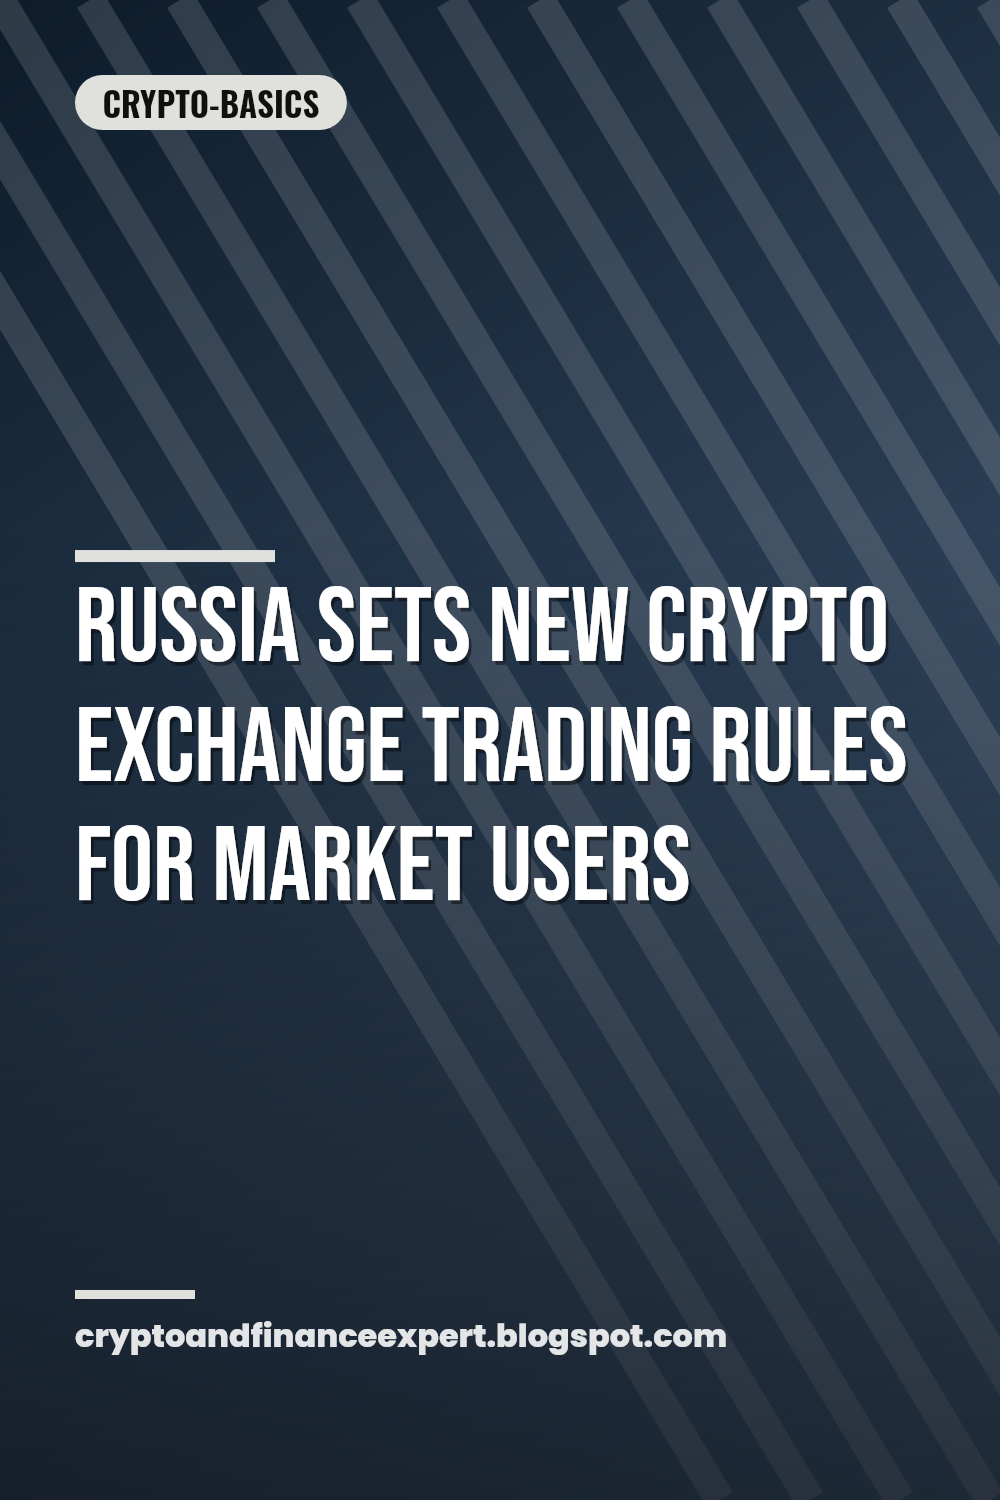 CRYPTO-BASICS
RUSSIA SETS NEW CRYPTO
EXCHANGE TRADING RULES
FOR MARKET USERS
cryptoandfinanceexpert.blogspot.com